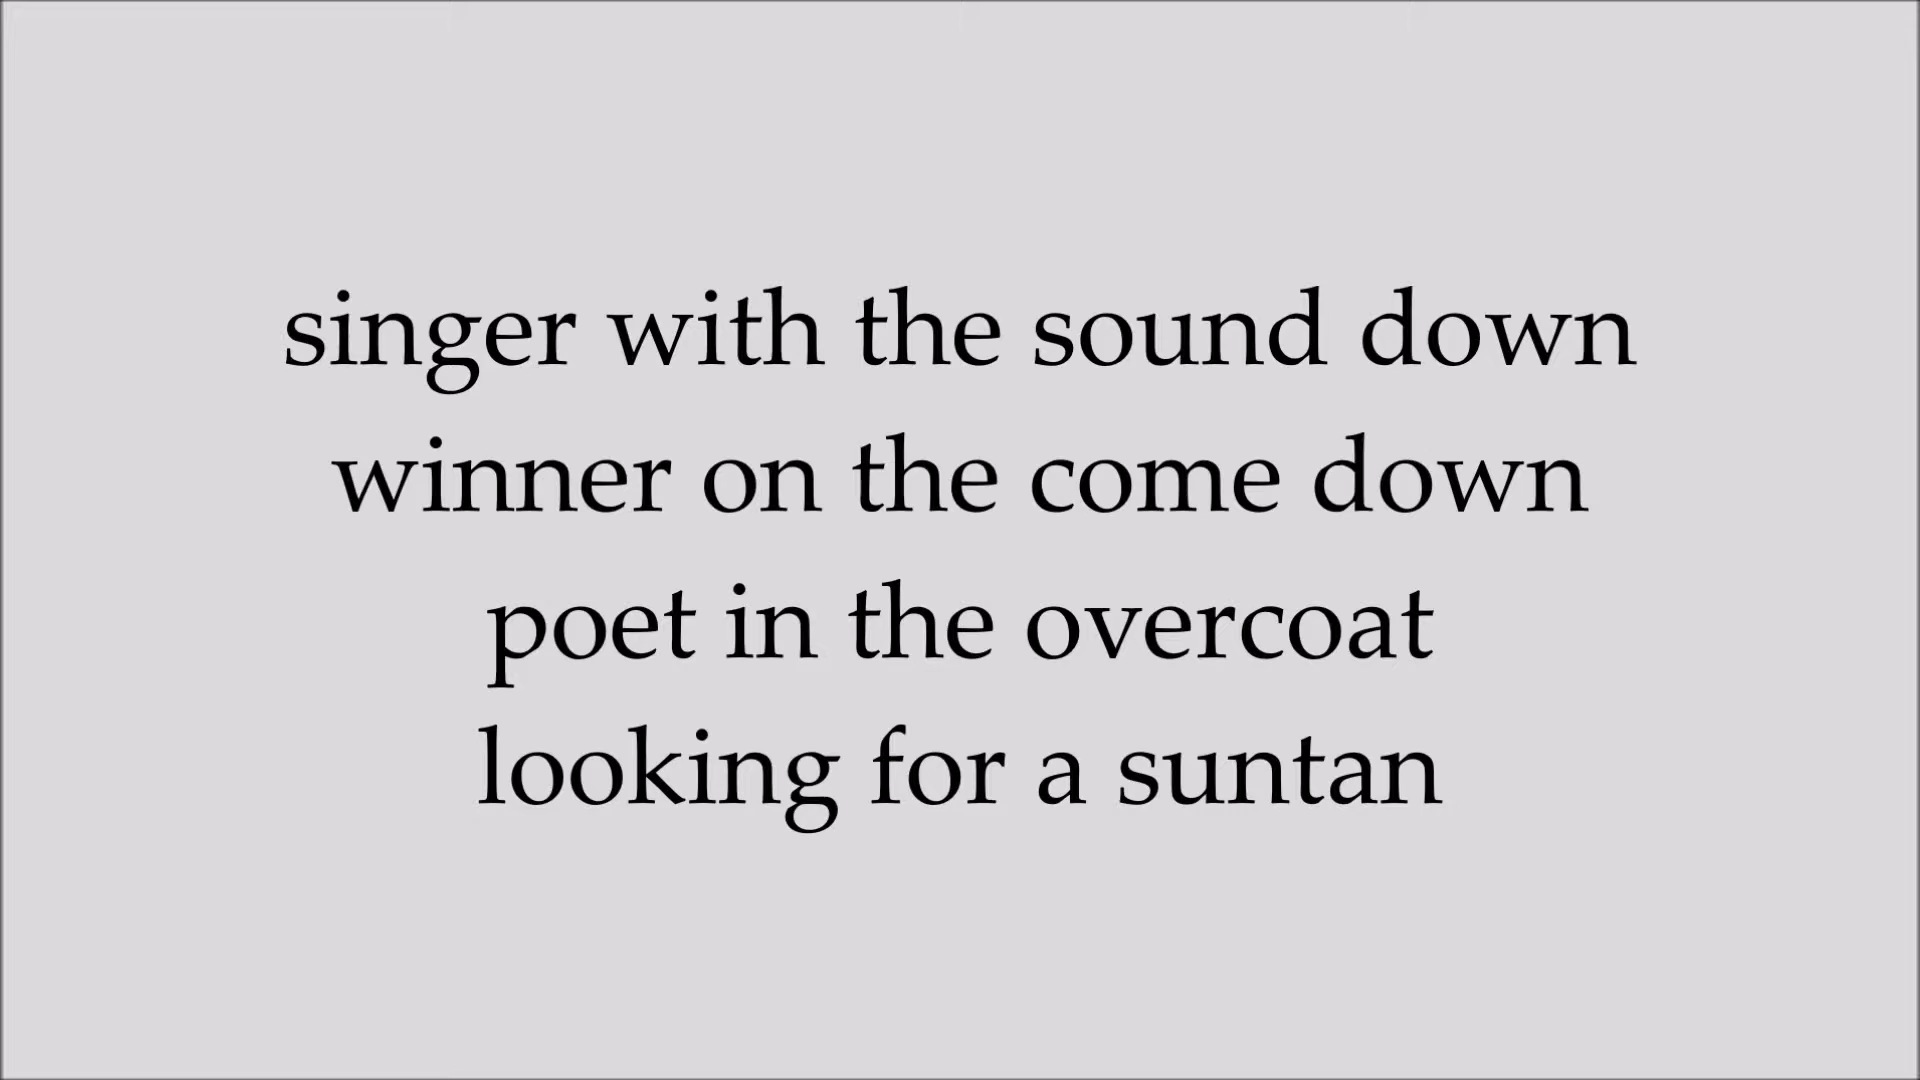 singer with the sound down
winner on the come down
poet in the overcoat
looking for a suntan